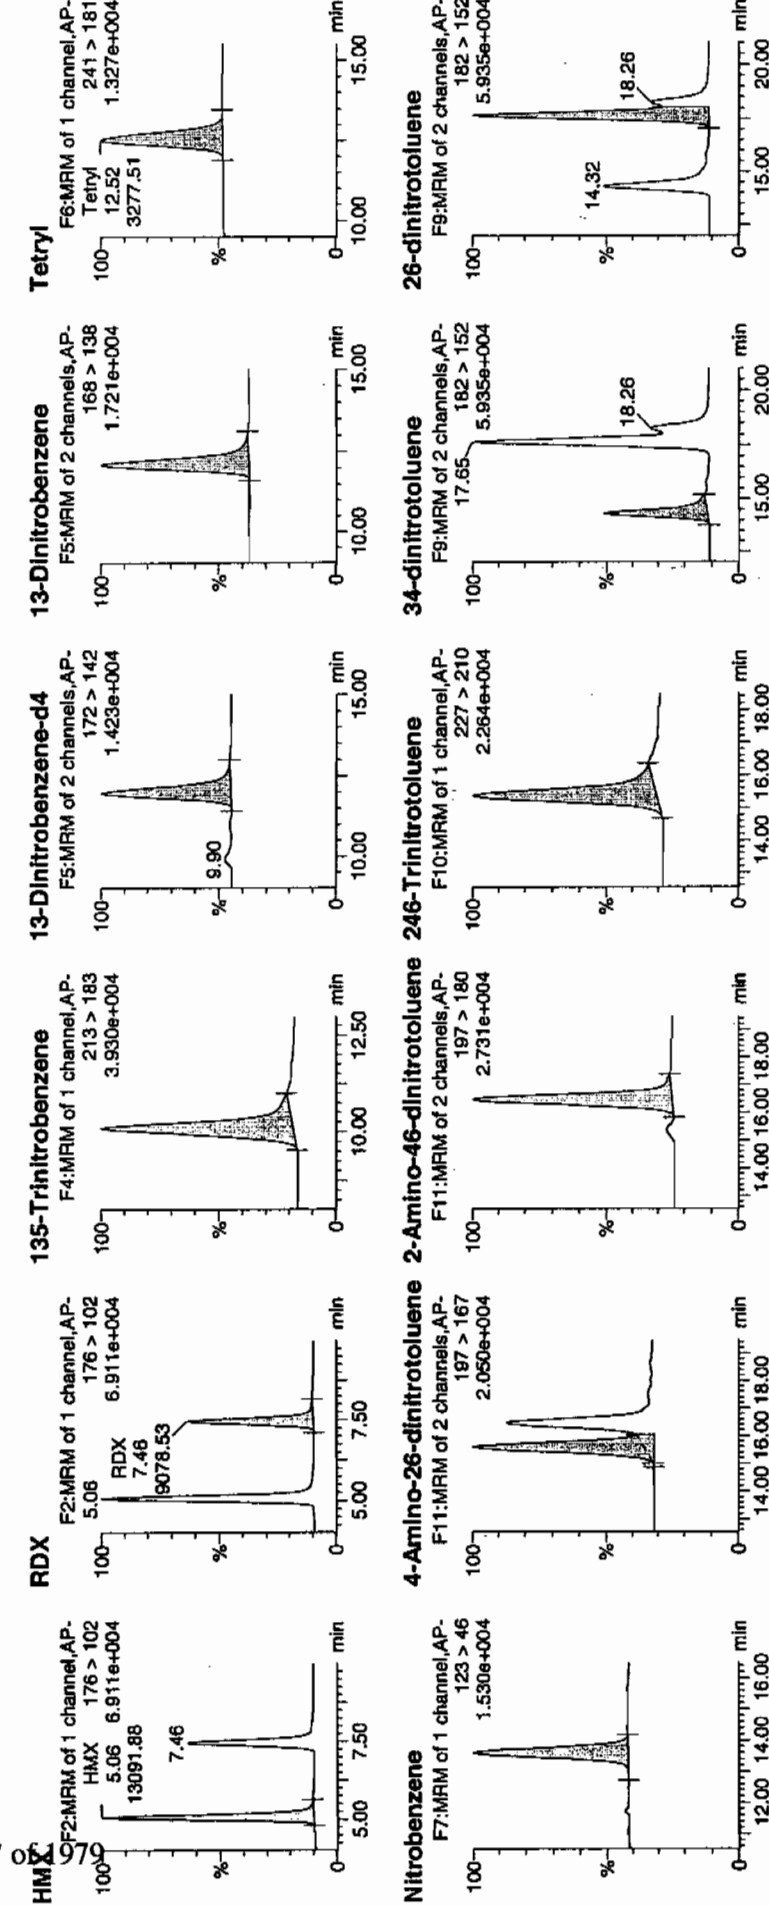 HMX
F2:MRM of 1 channel,AP-
HMX 176 > 102
5.06 6.911e+004
13091.88
7.46
100
%
0
5.00 7.50 min
RDX
F2:MRM of 1 channel,AP-
5.06 176 > 102
6.911e+004
RDX
7.46
9078.53
100
%
0
5.00 7.50 min
135-Trinitrobenzene
F4:MRM of 1 channel,AP-
213 > 183
3.930e+004
100
%
0
10.00 12.50 min
13-Dinitrobenzene-d4
F5:MRM of 2 channels,AP-
172 > 142
1.423e+004
9.90
100
%
0
10.00 15.00 min
13-Dinitrobenzene
F5:MRM of 2 channels,AP-
168 > 138
1.721e+004
100
%
0
10.00 15.00 min
Tetryl
F6:MRM of 1 channel,AP-
Tetryl 241 > 181
12.52 1.327e+004
3277.51
100
%
0
10.00 15.00 min
Nitrobenzene
F7:MRM of 1 channel,AP-
123 > 46
1.530e+004
100
%
0
12.00 14.00 16.00 min
4-Amino-26-dinitrotoluene
F11:MRM of 2 channels,AP-
197 > 167
2.050e+004
100
%
0
14.00 16.00 18.00 min
2-Amino-46-dinitrotoluene
F11:MRM of 2 channels,AP-
197 > 180
2.731e+004
100
%
0
14.00 16.00 18.00 min
246-Trinitrotoluene
F10:MRM of 1 channel,AP-
227 > 210
2.264e+004
100
%
0
14.00 16.00 18.00 min
34-dinitrotoluene
F9:MRM of 2 channels,AP-
17.65 182 > 152
5.935e+004
18.26
100
%
0
15.00 20.00 min
26-dinitrotoluene
F9:MRM of 2 channels,AP-
182 > 152
5.935e+004
14.32
18.26
100
%
0
15.00 20.00 min
of 1979